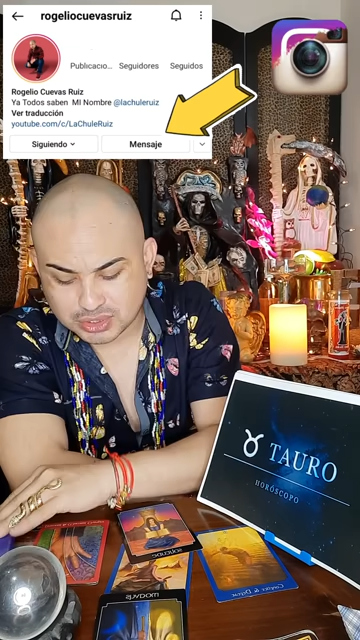 rogeliocuevasruiz
Publicacio... Seguidores Seguidos
Rogelio Cuevas Ruiz
Ya Todos saben MI Nombre @lachuleruiz
Ver traducción
youtube.com/c/LaChuleRuiz
Siguiendo Mensaje
TAURO
HORÓSCOPO